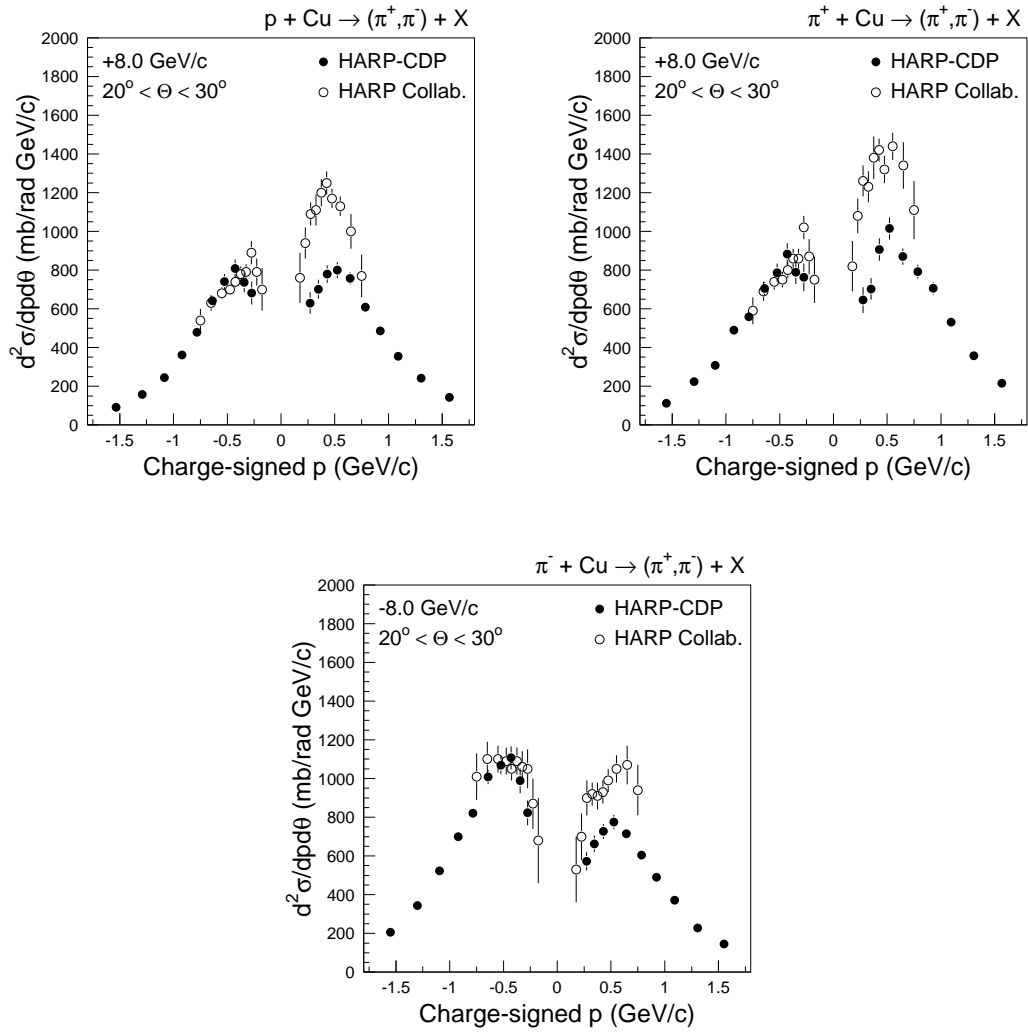 p + Cu → (π⁺,π⁻) + X
+8.0 GeV/c
20° < Θ < 30°
HARP-CDP
HARP Collab.
d²σ/dpdθ (mb/rad GeV/c)
2000
1800
1600
1400
1200
1000
800
600
400
200
0
-1.5 -1 -0.5 0 0.5 1 1.5
Charge-signed p (GeV/c)
π⁺ + Cu → (π⁺,π⁻) + X
+8.0 GeV/c
20° < Θ < 30°
HARP-CDP
HARP Collab.
d²σ/dpdθ (mb/rad GeV/c)
2000
1800
1600
1400
1200
1000
800
600
400
200
0
-1.5 -1 -0.5 0 0.5 1 1.5
Charge-signed p (GeV/c)
π⁻ + Cu → (π⁺,π⁻) + X
-8.0 GeV/c
20° < Θ < 30°
HARP-CDP
HARP Collab.
d²σ/dpdθ (mb/rad GeV/c)
2000
1800
1600
1400
1200
1000
800
600
400
200
0
-1.5 -1 -0.5 0 0.5 1 1.5
Charge-signed p (GeV/c)